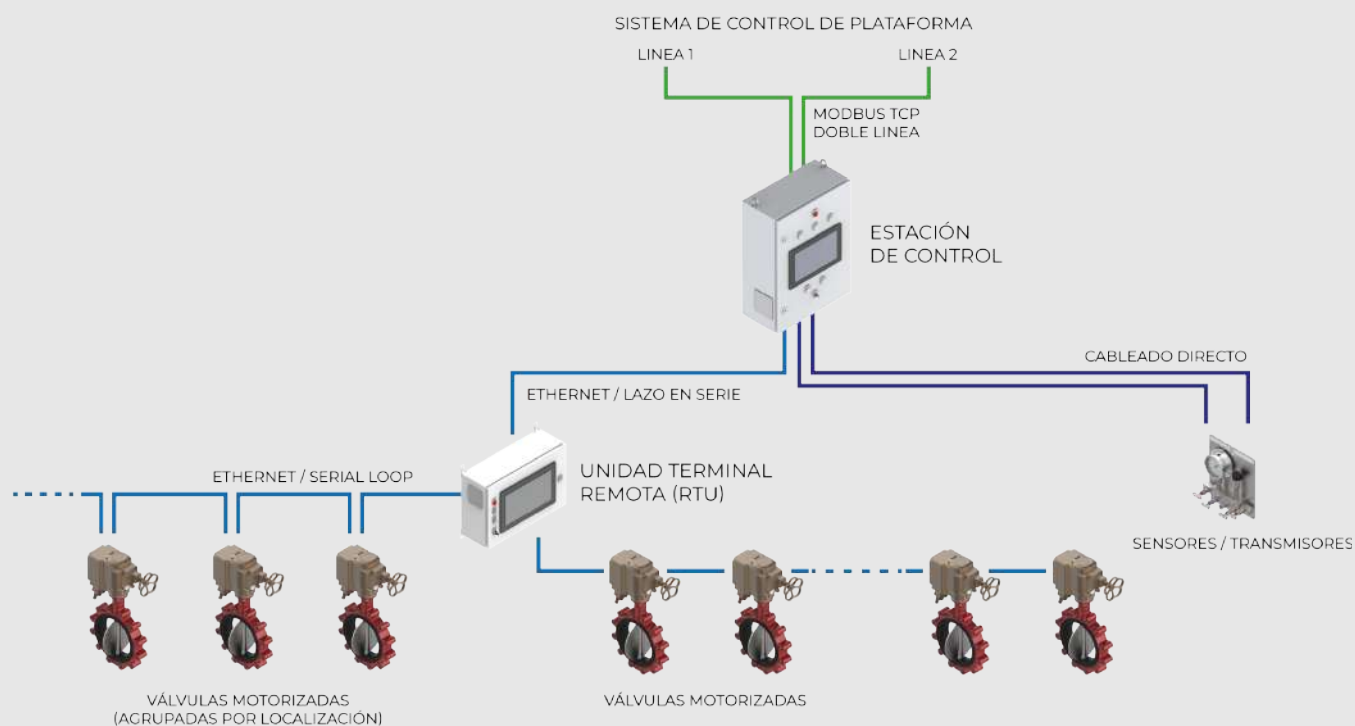 SISTEMA DE CONTROL DE PLATAFORMA
LINEA 1
LINEA 2
MODBUS TCP
DOBLE LINEA
ESTACIÓN
DE CONTROL
CABLEADO DIRECTO
ETHERNET / LAZO EN SERIE
ETHERNET / SERIAL LOOP
UNIDAD TERMINAL
REMOTA (RTU)
SENSORES / TRANSMISORES
VÁLVULAS MOTORIZADAS
(AGRUPADAS POR LOCALIZACIÓN)
VÁLVULAS MOTORIZADAS